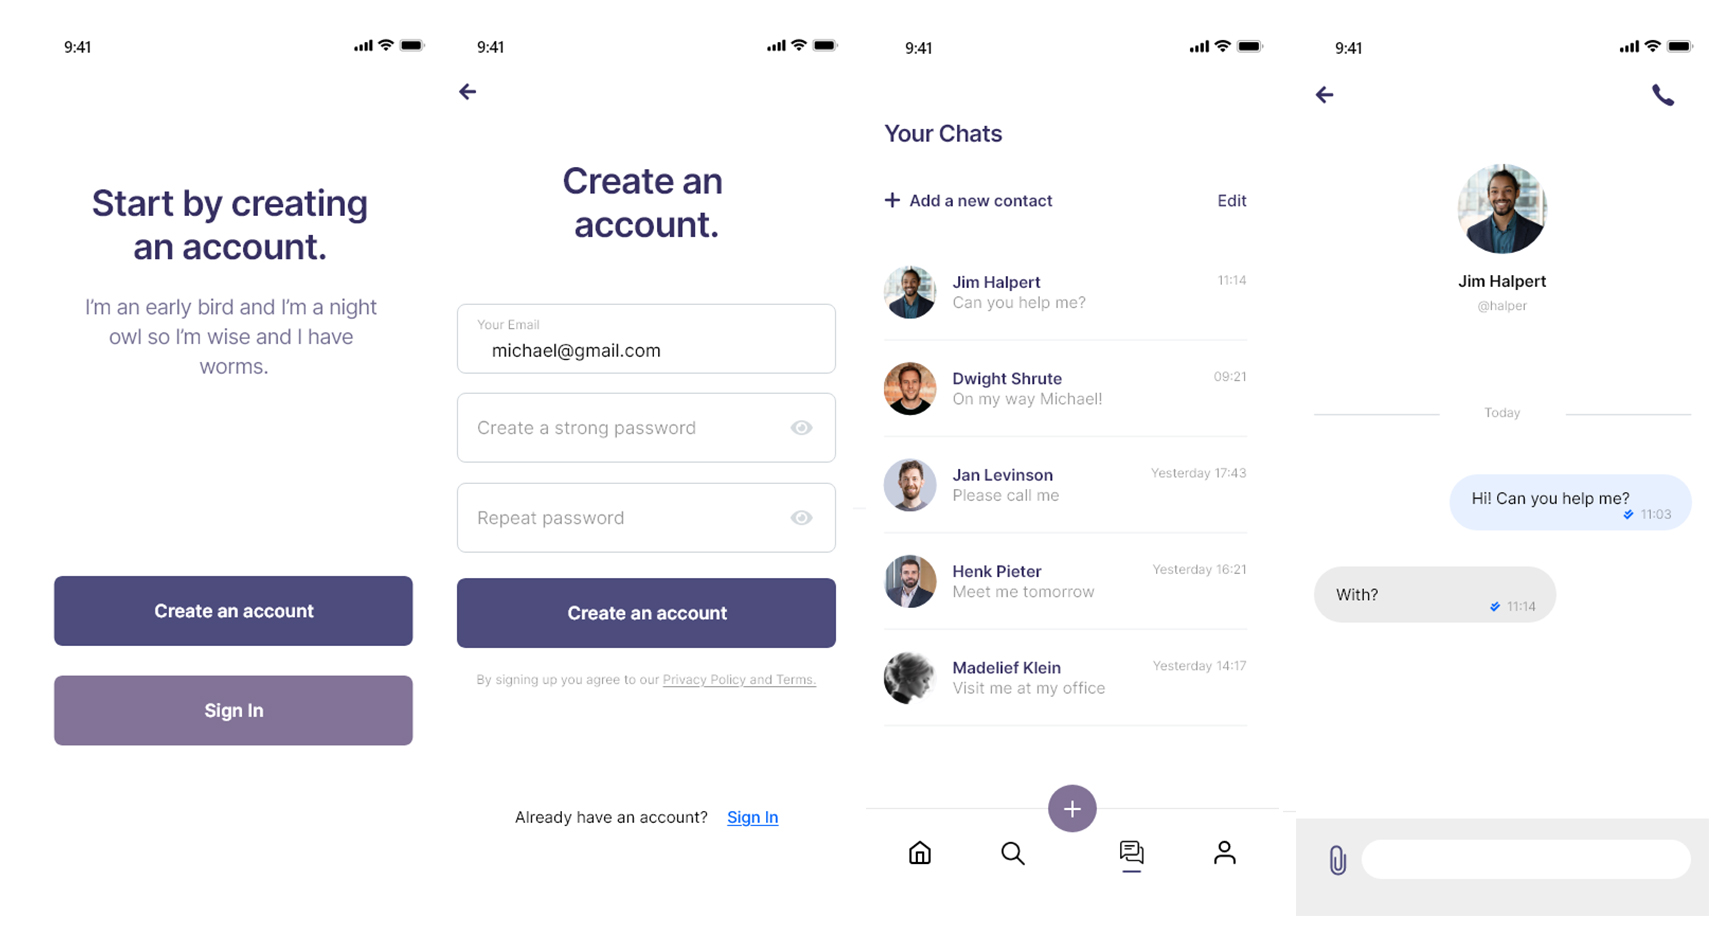 9:41
Start by creating
an account.
I'm an early bird and I'm a night
owl so I'm wise and I have
worms.
Create an account
Sign In
9:41
Create an
account.
Your Email
michael@gmail.com
Create a strong password
Repeat password
Create an account
By signing up you agree to our Privacy Policy and Terms.
Already have an account? Sign In
9:41
Your Chats
+ Add a new contact Edit
Jim Halpert 11:14
Can you help me?
Dwight Shrute 09:21
On my way Michael!
Jan Levinson Yesterday 17:43
Please call me
Henk Pieter Yesterday 16:21
Meet me tomorrow
Madelief Klein Yesterday 14:17
Visit me at my office
9:41
Jim Halpert
@halper
Today
Hi! Can you help me?
11:03
With?
11:14